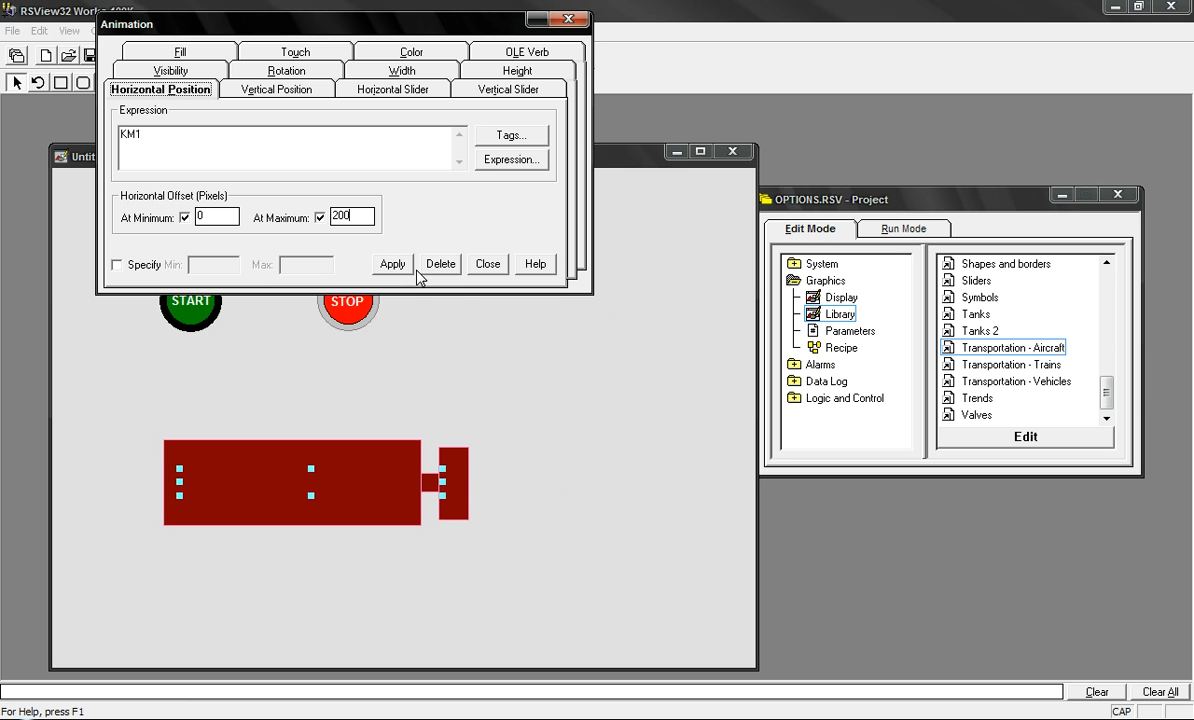 RSView32 Works
File Edit View
Animation
Fill Touch Color OLE Verb
Visibility Rotation Width Height
Horizontal Position Vertical Position Horizontal Slider Vertical Slider
Expression
KM1
Tags...
Expression...
Horizontal Offset (Pixels)
At Minimum: 0 At Maximum: 200
Specify Min: Max: Apply Delete Close Help
START STOP
OPTIONS.RSV - Project
Edit Mode Run Mode
System
Graphics
Display
Library
Parameters
Recipe
Alarms
Data Log
Logic and Control
Shapes and borders
Sliders
Symbols
Tanks
Tanks 2
Transportation - Aircraft
Transportation - Trains
Transportation - Vehicles
Trends
Valves
Edit
Clear Clear All
For Help, press F1
CAP